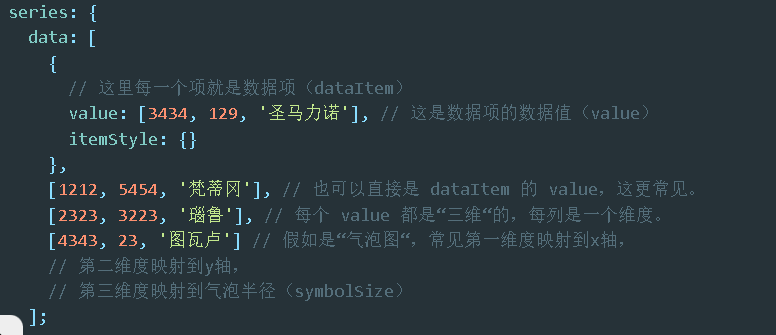 series: {
  data: [
    {
      // 这里每一个项就是数据项（dataItem）
      value: [3434, 129, '圣马力诺'], // 这是数据项的数据值（value）
      itemStyle: {}
    },
    [1212, 5454, '梵蒂冈'], // 也可以直接是 dataItem 的 value，这更常见。
    [2323, 3223, '瑙鲁'], // 每个 value 都是“三维“的，每列是一个维度。
    [4343, 23, '图瓦卢'] // 假如是“气泡图“，常见第一维度映射到x轴，
    // 第二维度映射到y轴，
    // 第三维度映射到气泡半径（symbolSize）
  ];